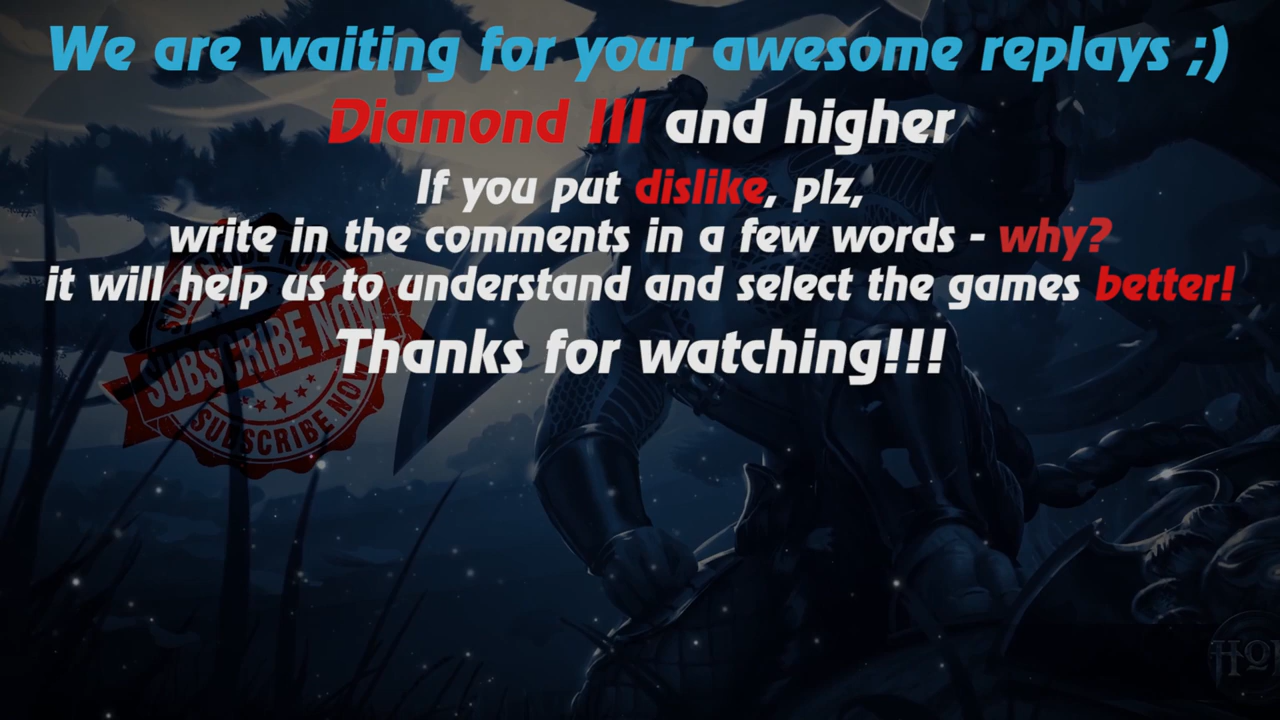 We are waiting for your awesome replays ;)
Diamond III and higher
If you put dislike, plz,
write in the comments in a few words - why?
it will help us to understand and select the games better!
Thanks for watching!!!
SUBSCRIBE NOW
SUBSCRIBE NOW
SUBSCRIBE NOW